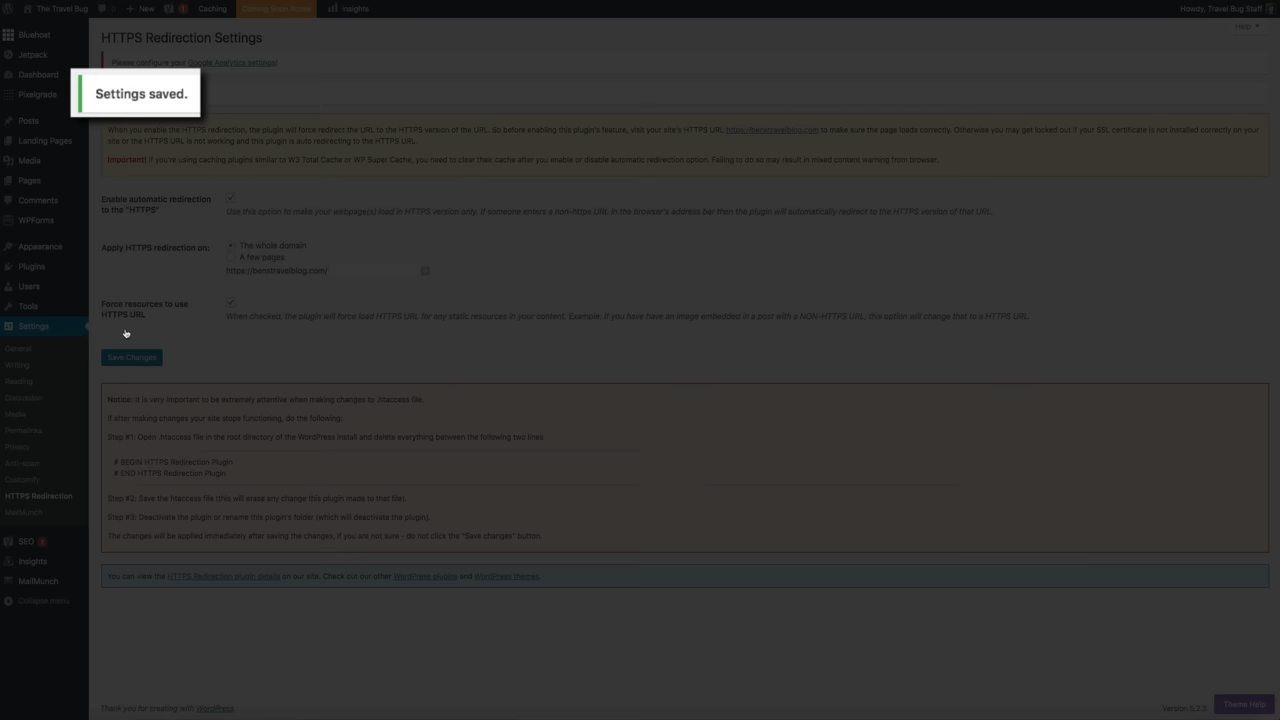 The Travel Bug
0
New
1
Caching
Coming Soon Active
Insights
Howdy, Travel Bug Staff
Help
Bluehost
Jetpack
Dashboard
Pixelgrade
Posts
Landing Pages
Media
Pages
Comments
WPForms
Appearance
Plugins
Users
Tools
Settings
General
Writing
Reading
Discussion
Media
Permalinks
Privacy
Anti-spam
Customify
HTTPS Redirection
MailMunch
SEO 1
Insights
MailMunch
Collapse menu
HTTPS Redirection Settings
Please configure your Google Analytics settings!
Settings saved.
When you enable the HTTPS redirection, the plugin will force redirect the URL to the HTTPS version of the URL. So before enabling this plugin's feature, visit your site's HTTPS URL https://benstravelblog.com to make sure the page loads correctly. Otherwise you may get locked out if your SSL certificate is not installed correctly on your
site or the HTTPS URL is not working and this plugin is auto redirecting to the HTTPS URL.
Important! If you're using caching plugins similar to W3 Total Cache or WP Super Cache, you need to clear their cache after you enable or disable automatic redirection option. Failing to do so may result in mixed content warning from browser.
Enable automatic redirection
to the "HTTPS"
Use this option to make your webpage(s) load in HTTPS version only. If someone enters a non-https URL in the browser's address bar then the plugin will automatically redirect to the HTTPS version of that URL.
Apply HTTPS redirection on:
The whole domain
A few pages
https://benstravelblog.com/
Force resources to use
HTTPS URL
When checked, the plugin will force load HTTPS URL for any static resources in your content. Example: if you have have an image embedded in a post with a NON-HTTPS URL, this option will change that to a HTTPS URL.
Save Changes
Notice: It is very important to be extremely attentive when making changes to .htaccess file.
If after making changes your site stops functioning, do the following:
Step #1: Open .htaccess file in the root directory of the WordPress install and delete everything between the following two lines
# BEGIN HTTPS Redirection Plugin
# END HTTPS Redirection Plugin
Step #2: Save the htaccess file (this will erase any change this plugin made to that file).
Step #3: Deactivate the plugin or rename this plugin's folder (which will deactivate the plugin).
The changes will be applied immediately after saving the changes, if you are not sure - do not click the "Save changes" button.
You can view the HTTPS Redirection plugin details on our site. Check out our other WordPress plugins and WordPress themes.
Thank you for creating with WordPress
Version 5.2.3
Theme Help